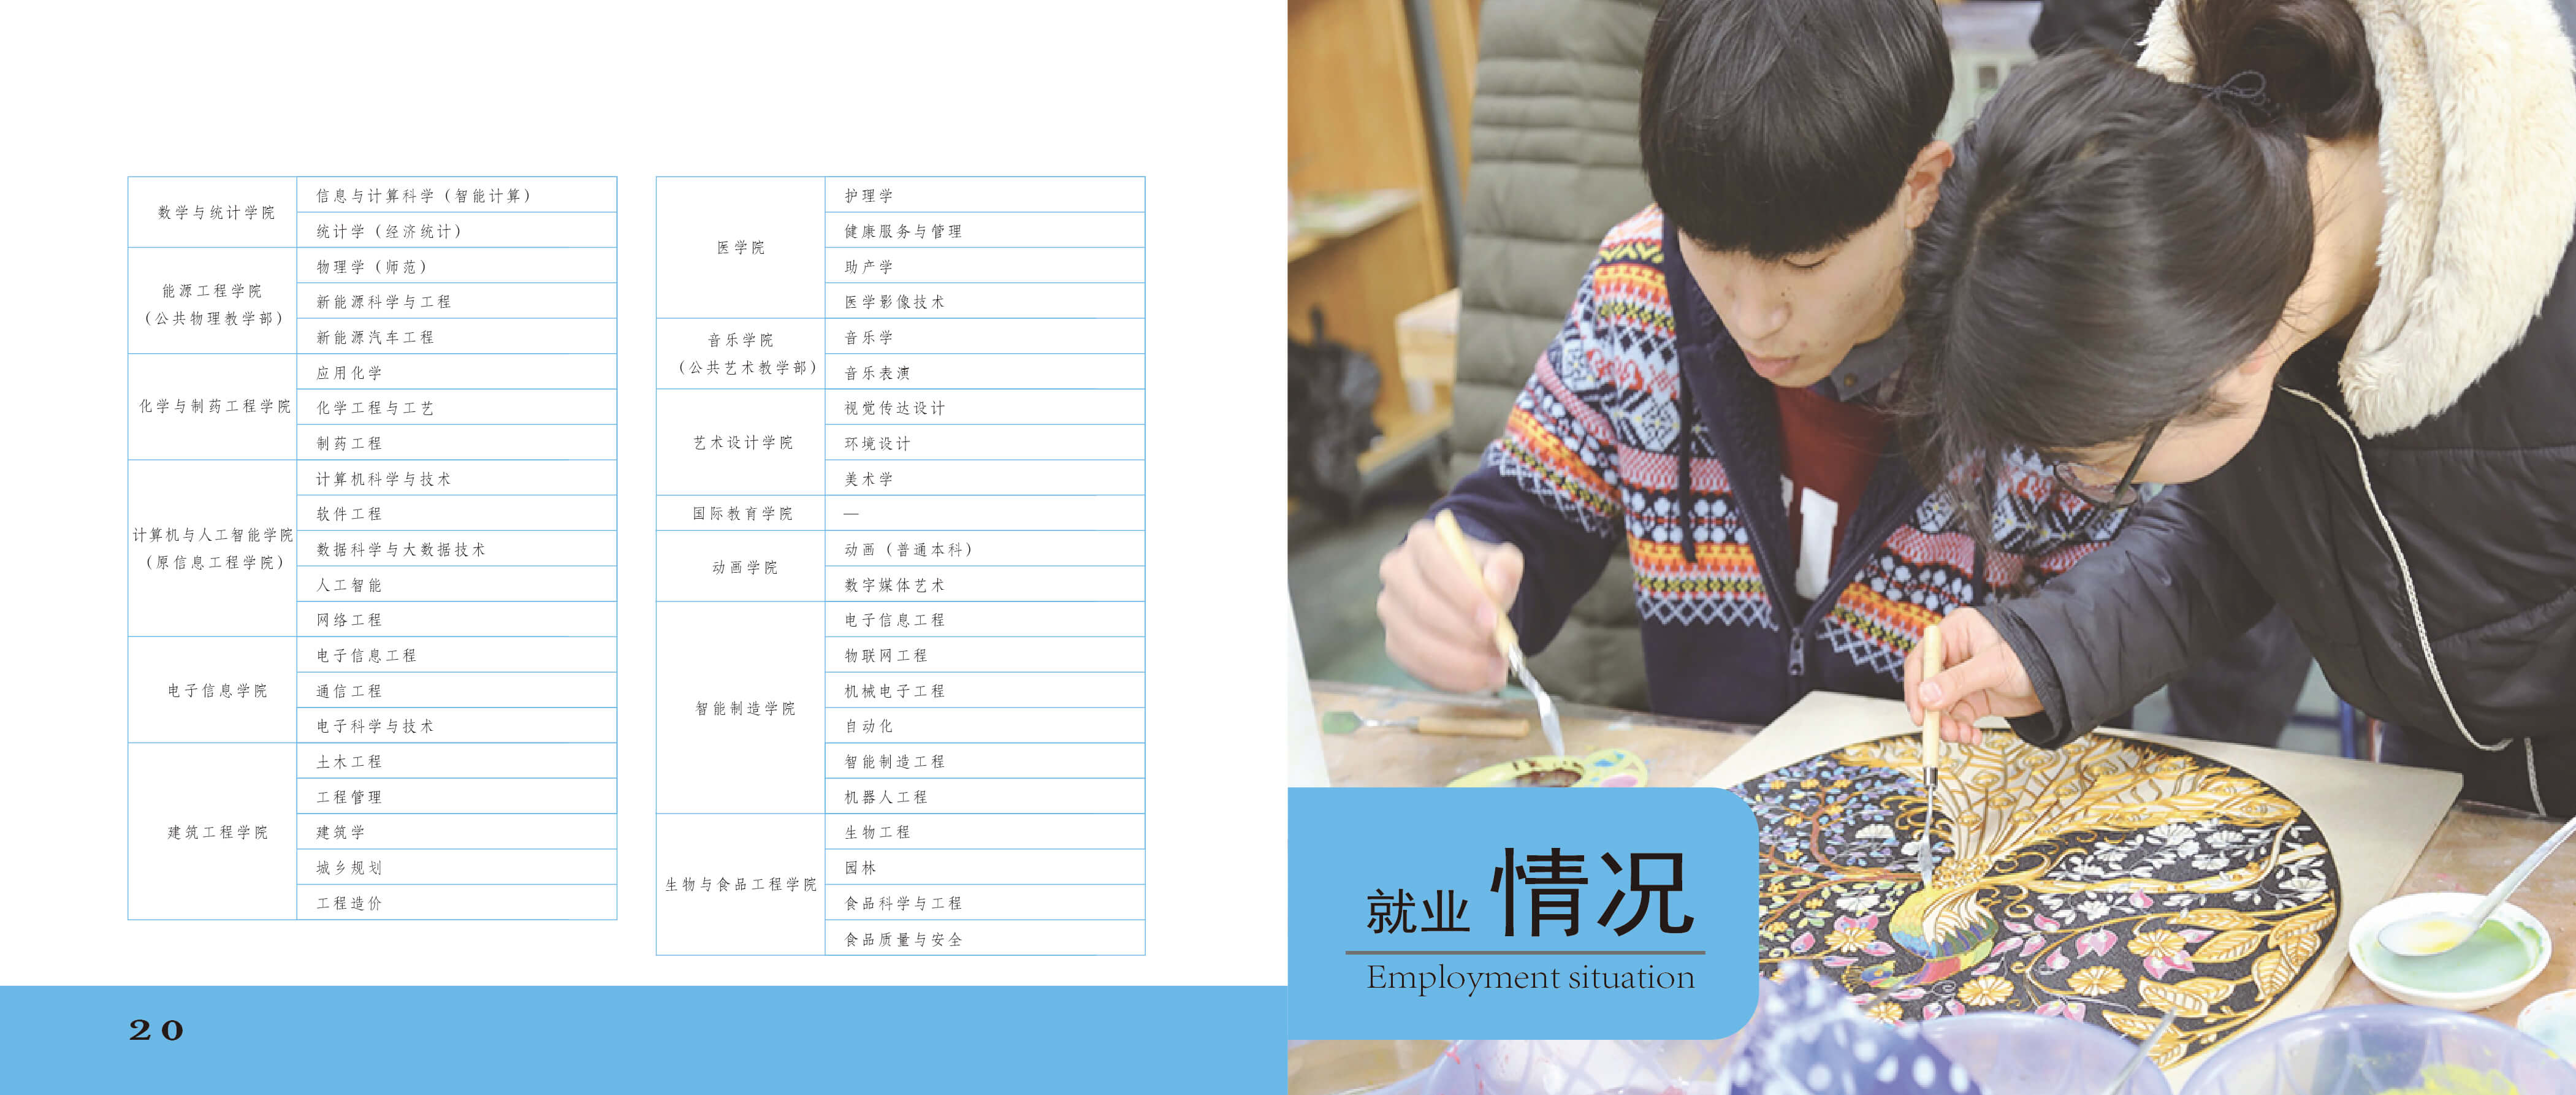 数学与统计学院
信息与计算科学（智能计算）
统计学（经济统计）
能源工程学院
（公共物理教学部）
物理学（师范）
新能源科学与工程
新能源汽车工程
化学与制药工程学院
应用化学
化学工程与工艺
制药工程
计算机与人工智能学院
（原信息工程学院）
计算机科学与技术
软件工程
数据科学与大数据技术
人工智能
网络工程
电子信息学院
电子信息工程
通信工程
电子科学与技术
建筑工程学院
土木工程
工程管理
建筑学
城乡规划
工程造价
医学院
护理学
健康服务与管理
助产学
医学影像技术
音乐学院
（公共艺术教学部）
音乐学
音乐表演
艺术设计学院
视觉传达设计
环境设计
美术学
国际教育学院
—
动画学院
动画（普通本科）
数字媒体艺术
智能制造学院
电子信息工程
物联网工程
机械电子工程
自动化
智能制造工程
机器人工程
生物与食品工程学院
生物工程
园林
食品科学与工程
食品质量与安全
20
就业 情况
Employment situation